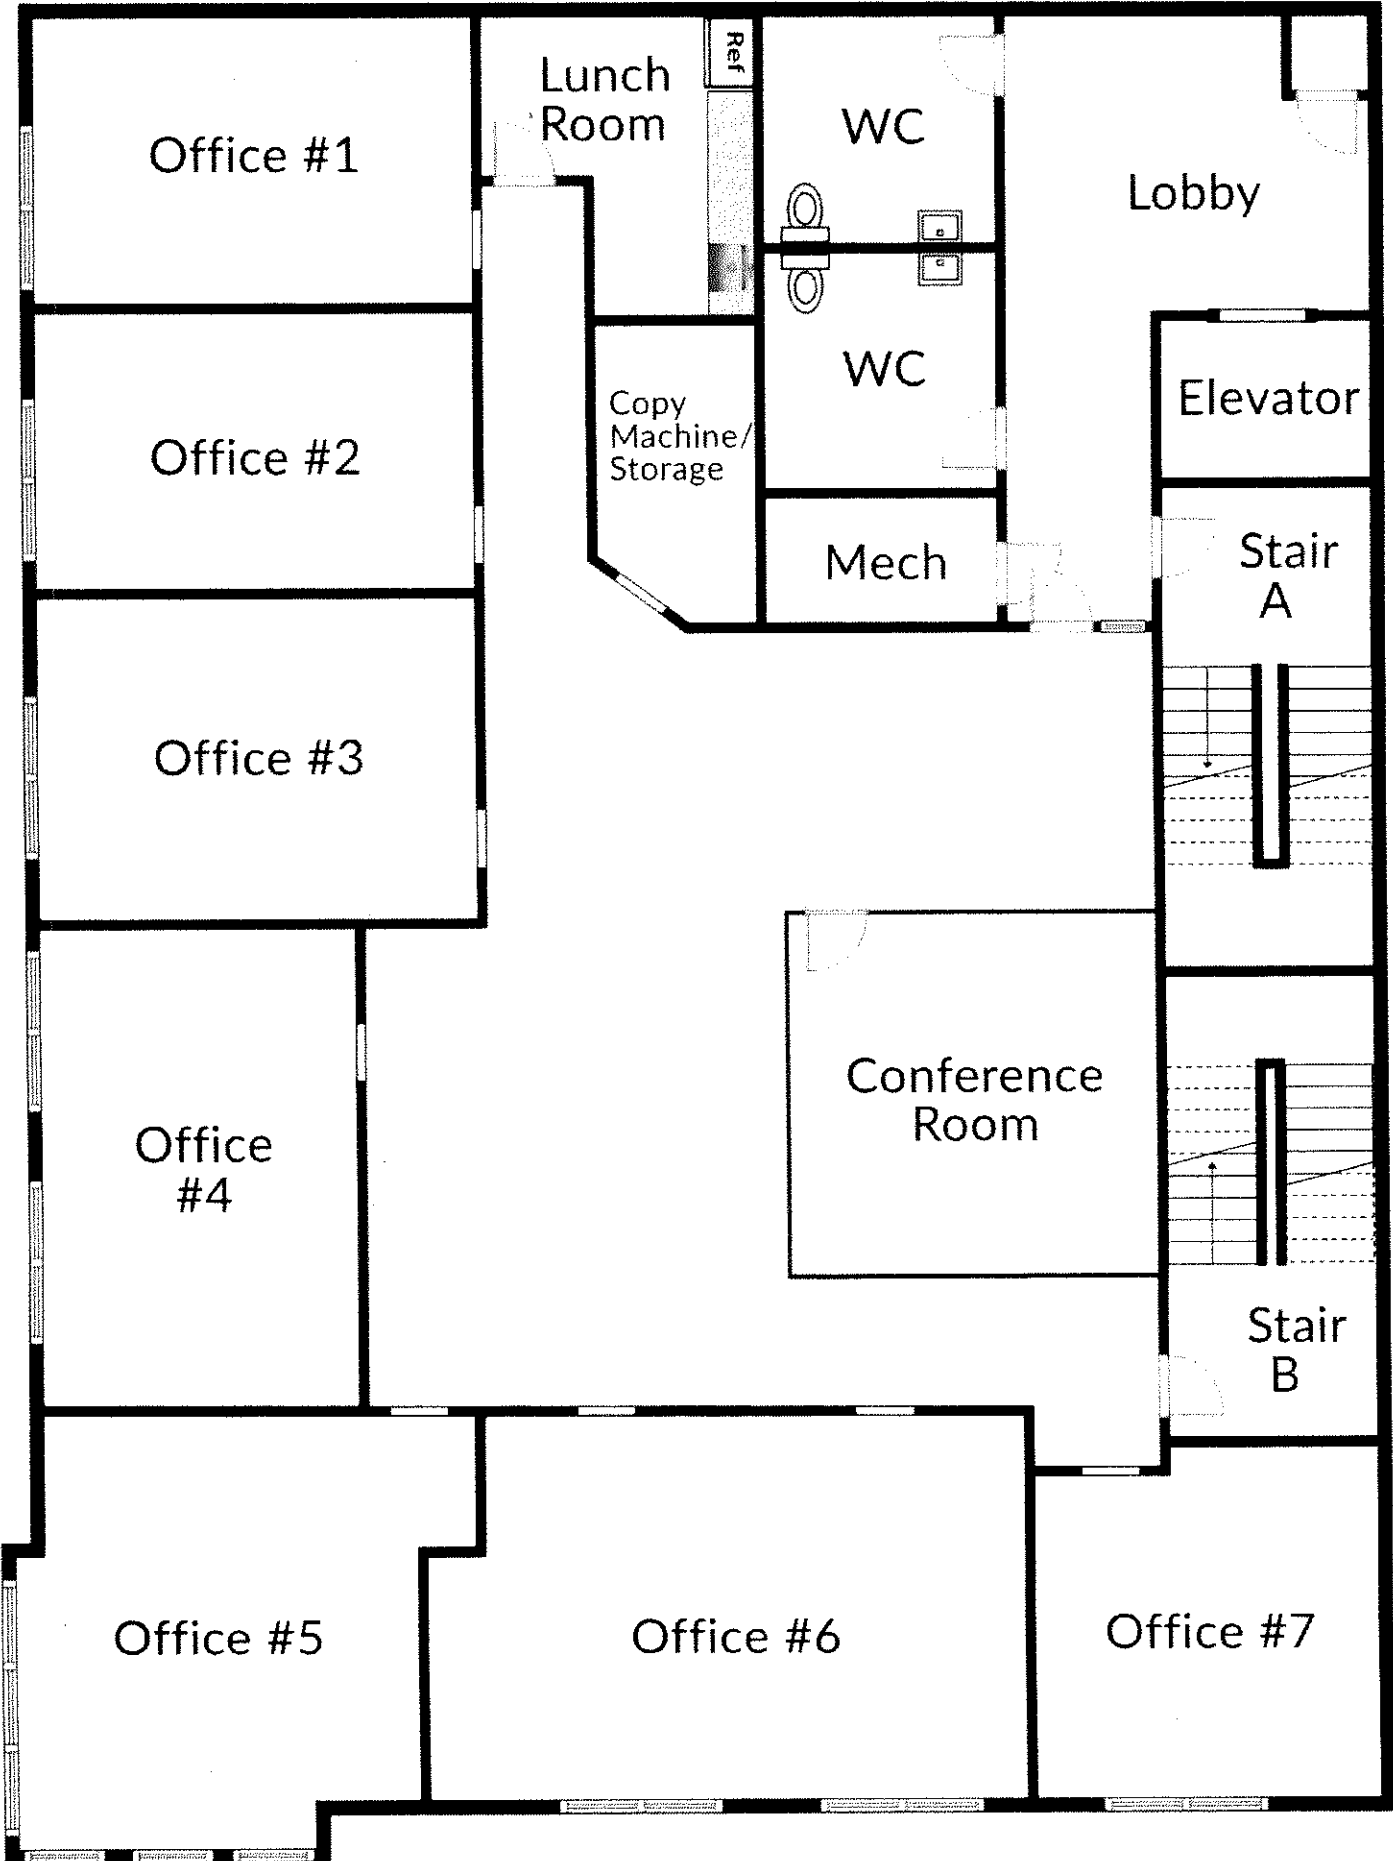 Ref
Lunch
Room
Office #1
WC
Lobby
WC
Elevator
Copy
Machine/
Storage
Office #2
Mech
Stair
A
Office #3
Conference
Room
Office
#4
Stair
B
Office #5
Office #6
Office #7